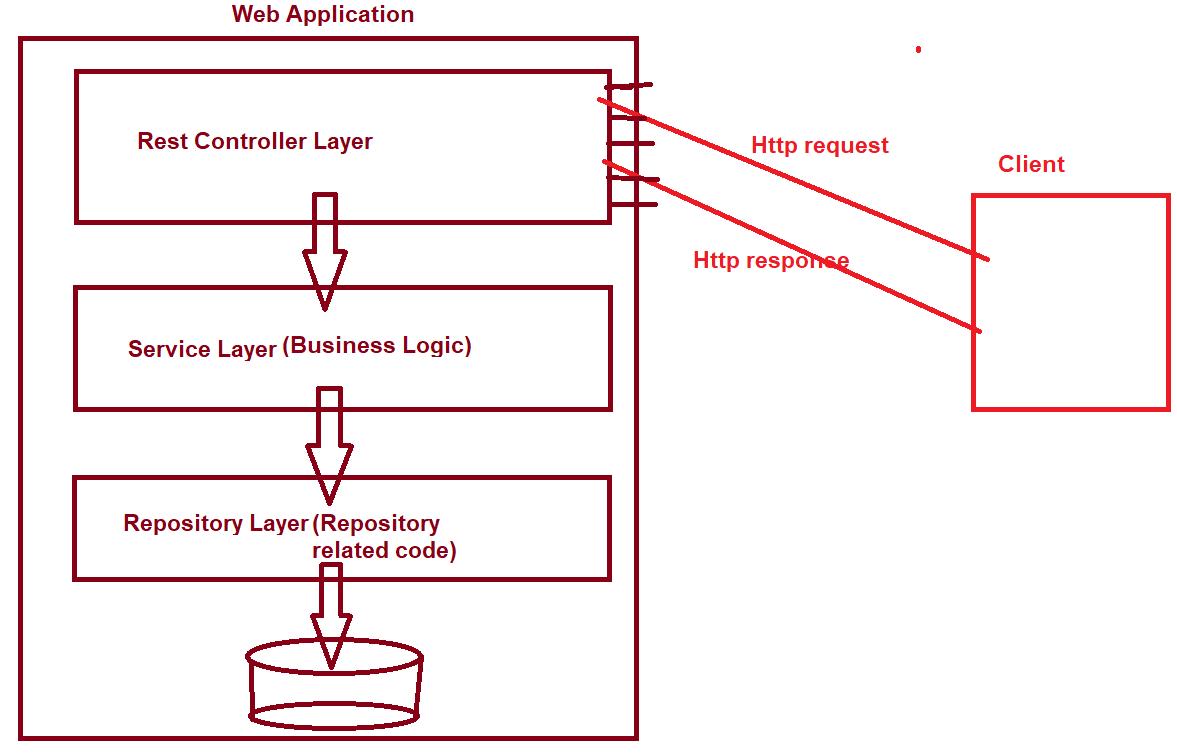 Web Application
Rest Controller Layer
Http request
Client
Http response
Service Layer (Business Logic)
Repository Layer (Repository
related code)